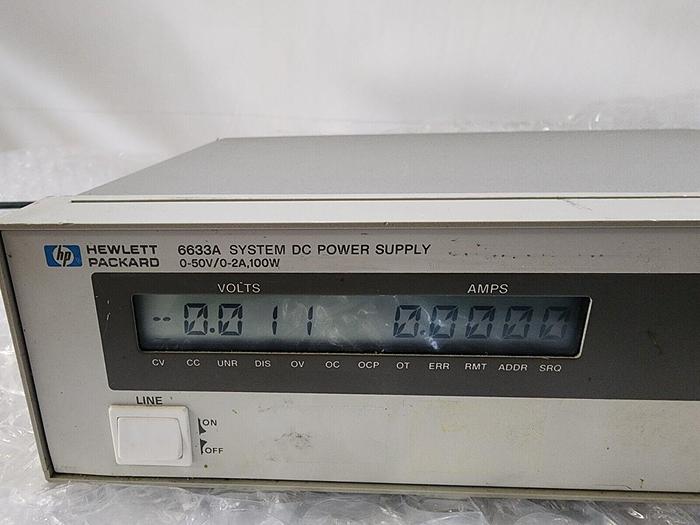 hp HEWLETT PACKARD
6633A SYSTEM DC POWER SUPPLY
0-50V/0-2A,100W
VOLTS AMPS
-0.011 0.0000
CV CC UNR DIS OV OC OCP OT ERR RMT ADDR SRQ
LINE
ON
OFF